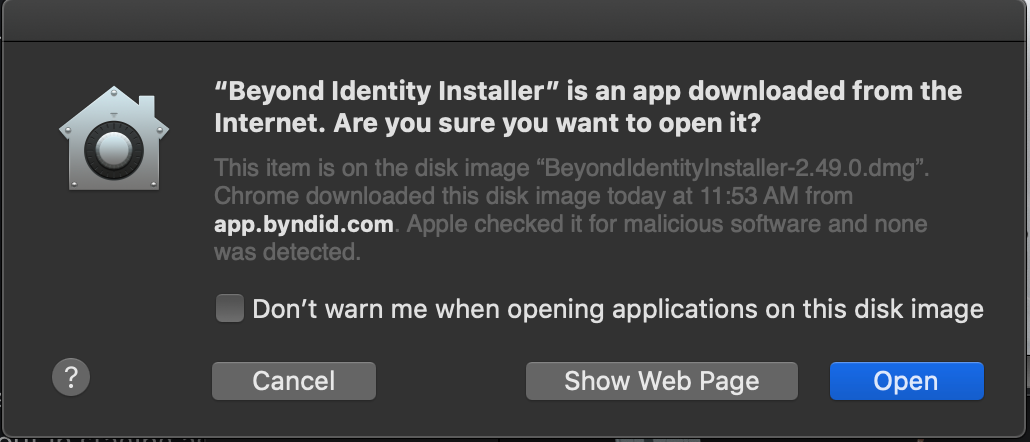 “Beyond Identity Installer” is an app downloaded from the
Internet. Are you sure you want to open it?
This item is on the disk image “BeyondIdentityInstaller-2.49.0.dmg”.
Chrome downloaded this disk image today at 11:53 AM from
app.byndid.com. Apple checked it for malicious software and none
was detected.
Don’t warn me when opening applications on this disk image
?
Cancel
Show Web Page
Open